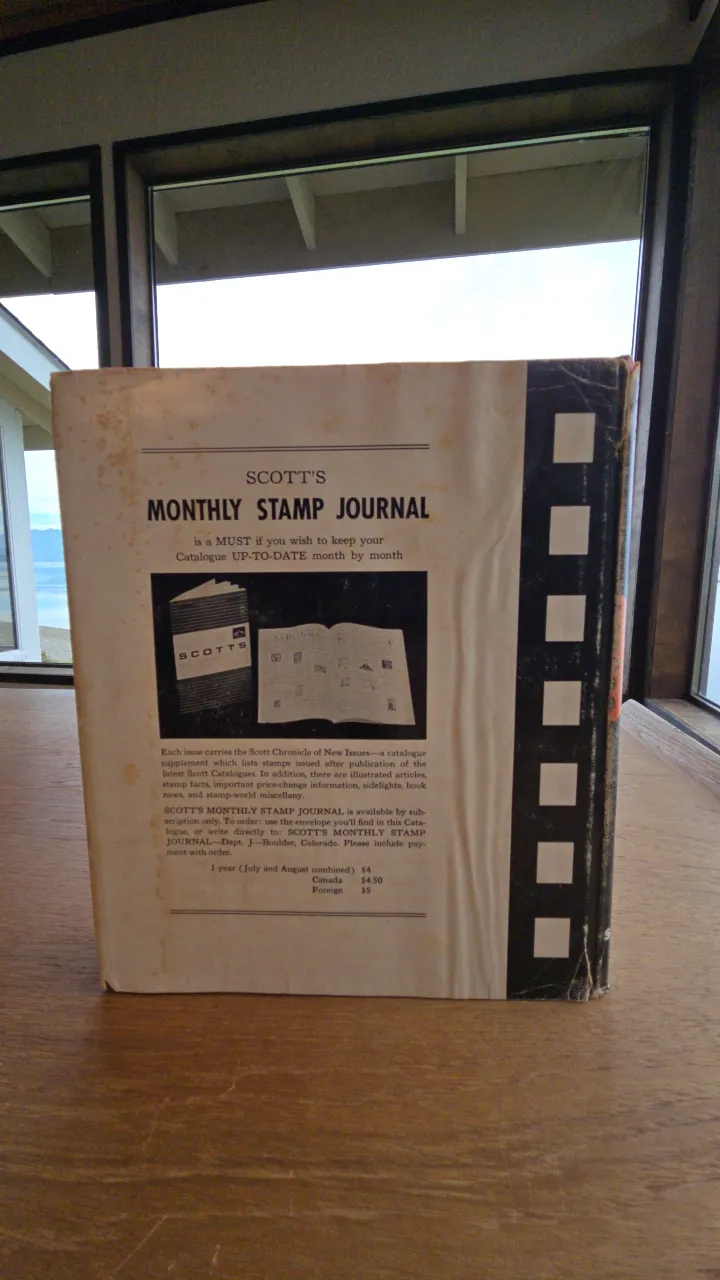 SCOTT'S
MONTHLY STAMP JOURNAL
is a MUST if you wish to keep your
Catalogue UP-TO-DATE month by month
SCOTTS
Each issue carries the Scott Chronicle of New Issues—a catalogue
supplement which lists stamps issued after publication of the
latest Scott Catalogues. In addition, there are illustrated articles,
stamp facts, important price-change information, sidelights, book
news, and stamp-world miscellany.
SCOTT'S MONTHLY STAMP JOURNAL is available by sub-
scription only. To order: use the envelope you'll find in this Cata-
logue, or write directly to: SCOTT'S MONTHLY STAMP
JOURNAL—Dept. J—Boulder, Colorado. Please include pay-
ment with order.
1 year (July and August combined) $4
Canada $4.50
Foreign $5